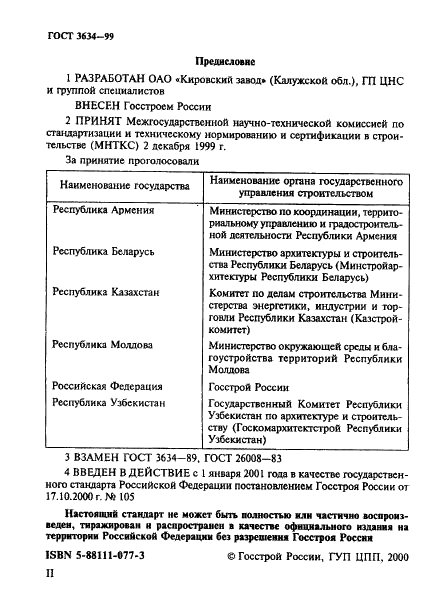 ГОСТ 3634—99
Предисловие
1 РАЗРАБОТАН ОАО «Кировский завод» (Калужской обл.), ГП ЦНС
и группой специалистов
ВНЕСЕН Госстроем России
2 ПРИНЯТ Межгосударственной научно-технической комиссией по
стандартизации и техническому нормированию и сертификации в строи-
тельстве (МНТКС) 2 декабря 1999 г.
За принятие проголосовали
Наименование государства
Наименование органа государственного
управления строительством
Республика Армения
Министерство по координации, террито-
риальному управлению и градостроитель-
ной деятельности Республики Армения
Республика Беларусь
Министерство архитектуры и строитель-
ства Республики Беларусь (Минстройар-
хитектуры Республики Беларусь)
Республика Казахстан
Комитет по делам строительства Мини-
стерства энергетики, индустрии и тор-
говли Республики Казахстан (Казстрой-
комитет)
Республика Молдова
Министерство окружающей среды и бла-
гоустройства территорий Республики
Молдова
Российская Федерация
Госстрой России
Республика Узбекистан
Государственный Комитет Республики
Узбекистан по архитектуре и строитель-
ству (Госкомархитектстрой Республики
Узбекистан)
3 ВЗАМЕН ГОСТ 3634—89, ГОСТ 26008—83
4 ВВЕДЕН В ДЕЙСТВИЕ с 1 января 2001 года в качестве государствен-
ного стандарта Российской Федерации постановлением Госстроя России от
17.10.2000 г. № 105
Настоящий стандарт не может быть полностью или частично воспроиз-
веден, тиражирован и распространен в качестве официального издания на
территории Российской Федерации без разрешения Госстроя России
ISBN 5-88111-077-3
© Госстрой России, ГУП ЦПП, 2000
II